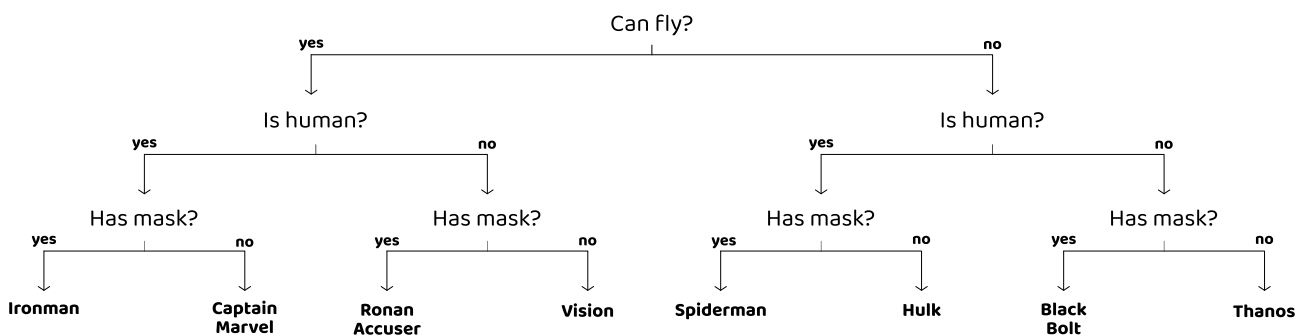 Can fly?
yes
no
Is human?
Is human?
yes
no
yes
no
Has mask?
Has mask?
Has mask?
Has mask?
yes
no
yes
no
yes
no
yes
no
Ironman
Captain
Marvel
Ronan
Accuser
Vision
Spiderman
Hulk
Black
Bolt
Thanos